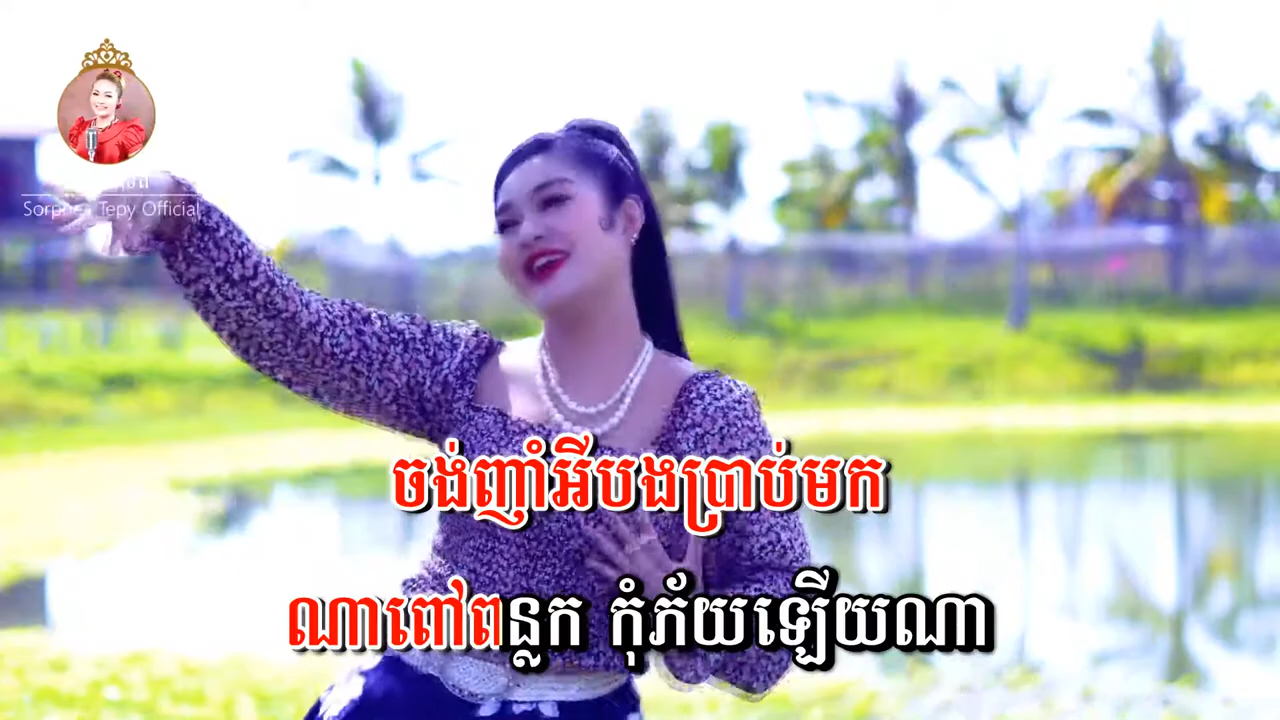 Sorphea Tepy Official
ចង់ញ៉ាំអីបងប្រាប់មក
ណាពៅពន្លក កុំភ័យឡើយណា